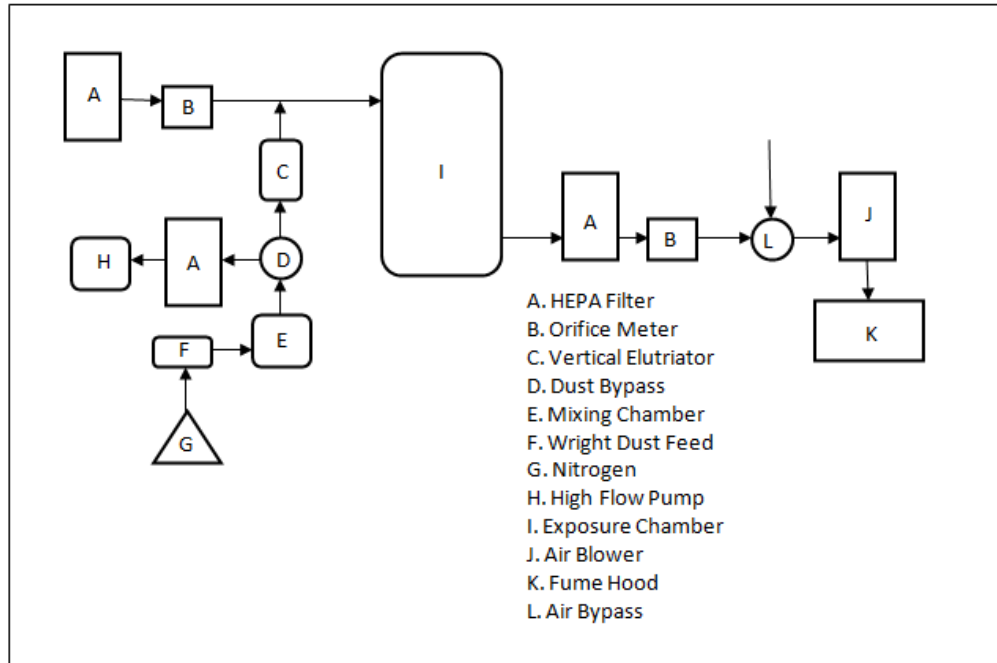 A
B
I
C
A
J
B
L
H
A
D
A. HEPA Filter
B. Orifice Meter
K
E
F
C. Vertical Elutriator
D. Dust Bypass
E. Mixing Chamber
F. Wright Dust Feed
G
G. Nitrogen
H. High Flow Pump
I. Exposure Chamber
J. Air Blower
K. Fume Hood
L. Air Bypass